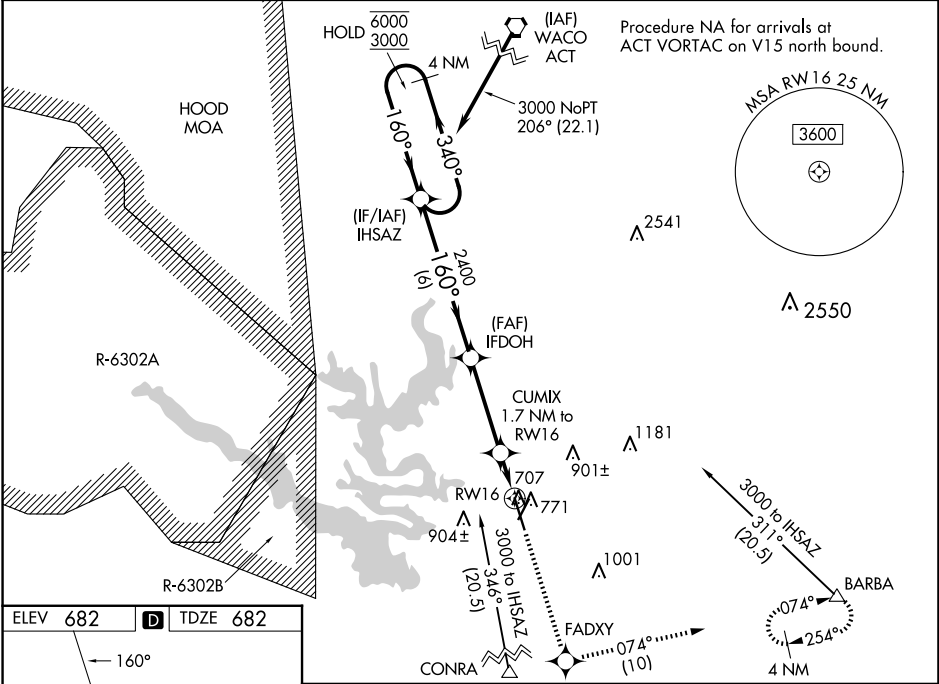 HOLD
6000
3000
4 NM
(IAF)
WACO
ACT
Procedure NA for arrivals at
ACT VORTAC on V15 north bound.
HOOD
MOA
3000 NoPT
206° (22.1)
MSA RW16 25 NM
3600
160°
340°
(IF/IAF)
IHSAZ
2541
2400
160°
(6)
2550
(FAF)
IFDOH
R-6302A
CUMIX
1.7 NM to
RW16
1181
901±
707
RW16
771
904±
3000 to IHSAZ
346°
(20.5)
3000 to IHSAZ
311°
(20.5)
1001
R-6302B
BARBA
074°
254°
4 NM
ELEV 682
D
TDZE 682
160°
FADXY
074°
(10)
CONRA